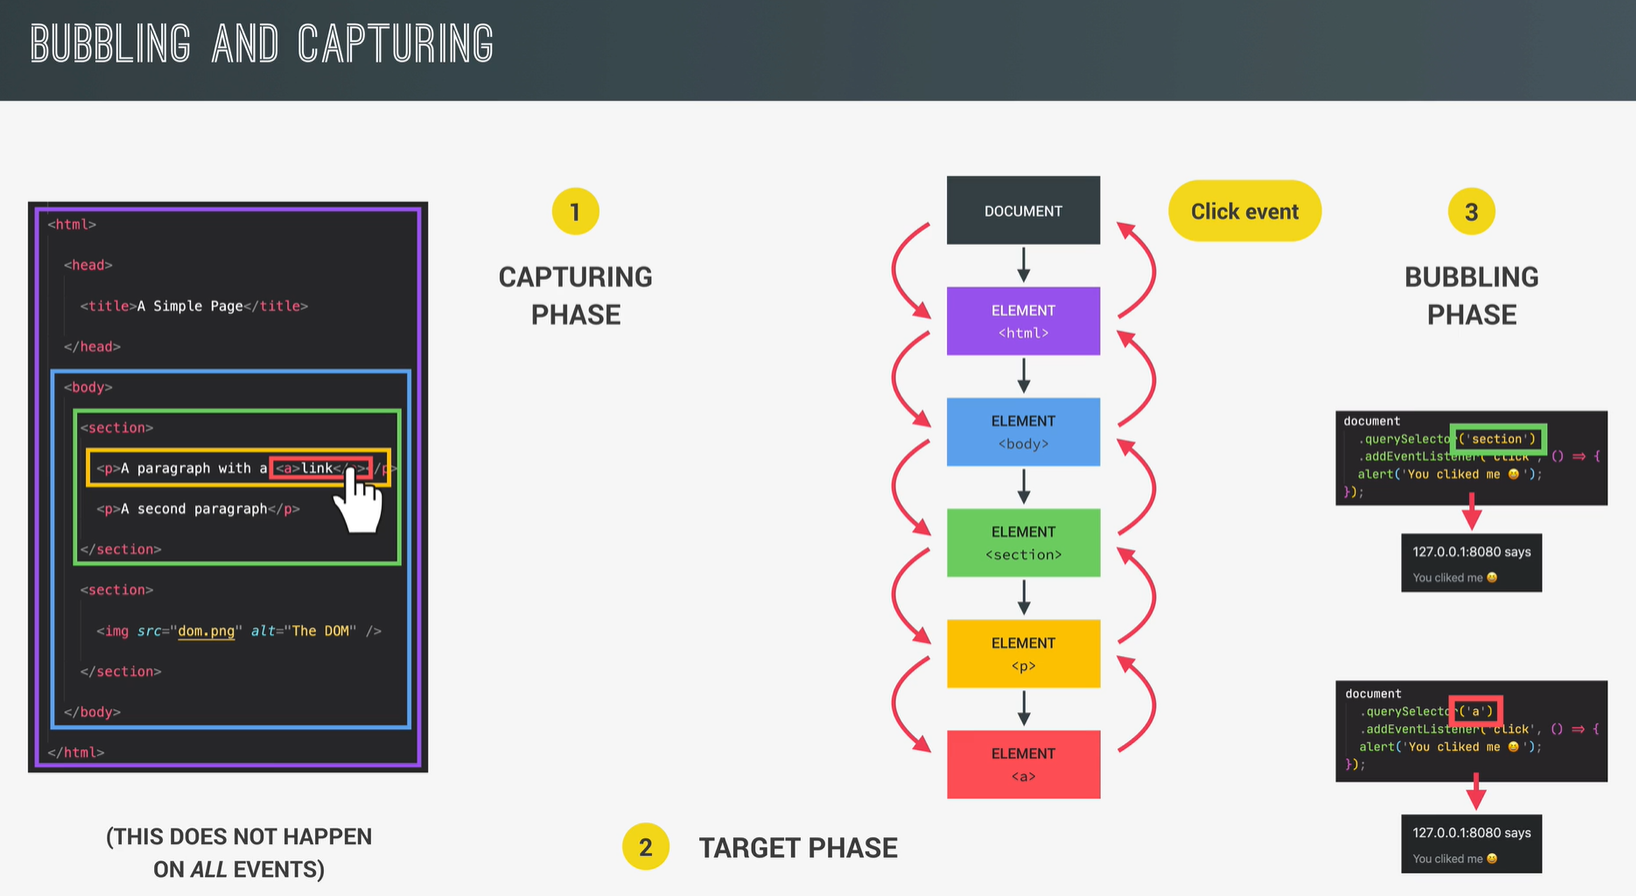 BUBBLING AND CAPTURING
<html>
<head>
<title>A Simple Page</title>
</head>
<body>
<section>
<p>A paragraph with a <a>link</
/p>
<p>A second paragraph</p>
</section>
<section>
<img src="dom.png" alt="The DOM" />
</section>
</body>
</html>
(THIS DOES NOT HAPPEN
ON ALL EVENTS)
1
CAPTURING
PHASE
2
TARGET PHASE
DOCUMENT
ELEMENT
<html>
ELEMENT
<body>
ELEMENT
<section>
ELEMENT
<p>
ELEMENT
<a>
Click event
3
BUBBLING
PHASE
document
.querySelecto('section')
.addEventListener('click', () => {
alert('You cliked me 😀');
});
127.0.0.1:8080 says
You cliked me 😀
document
.querySelecto('a')
.addEventListener('click', () => {
alert('You cliked me 😀');
});
127.0.0.1:8080 says
You cliked me 😀